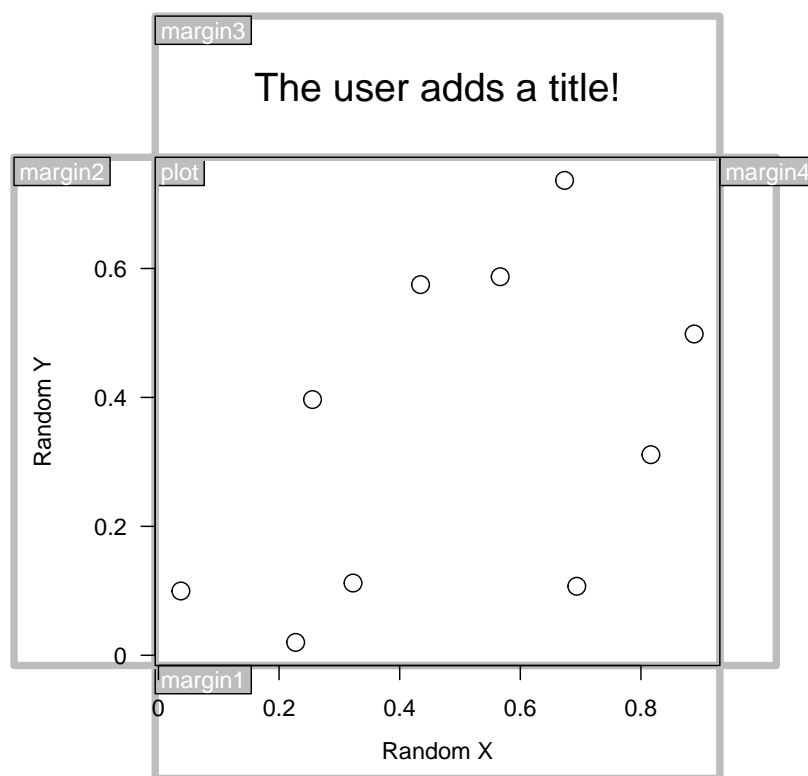 margin3
The user adds a title!
margin2
plot
margin4
0.6
0.4
0.2
0
Random Y
margin1
0
0.2
0.4
0.6
0.8
Random X